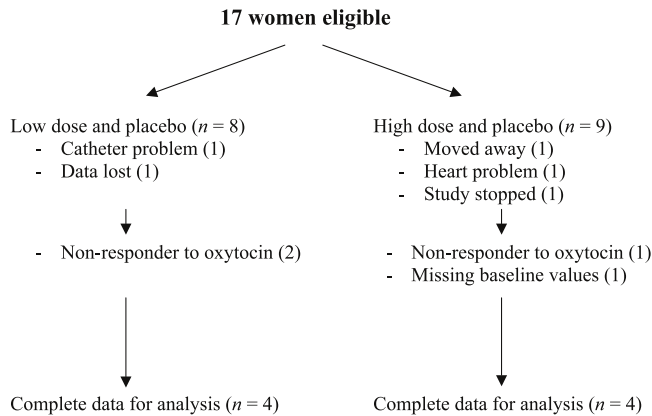 17 women eligible
Low dose and placebo (n = 8)
- Catheter problem (1)
- Data lost (1)
High dose and placebo (n = 9)
- Moved away (1)
- Heart problem (1)
- Study stopped (1)
- Non-responder to oxytocin (2)
- Non-responder to oxytocin (1)
- Missing baseline values (1)
Complete data for analysis (n = 4)
Complete data for analysis (n = 4)